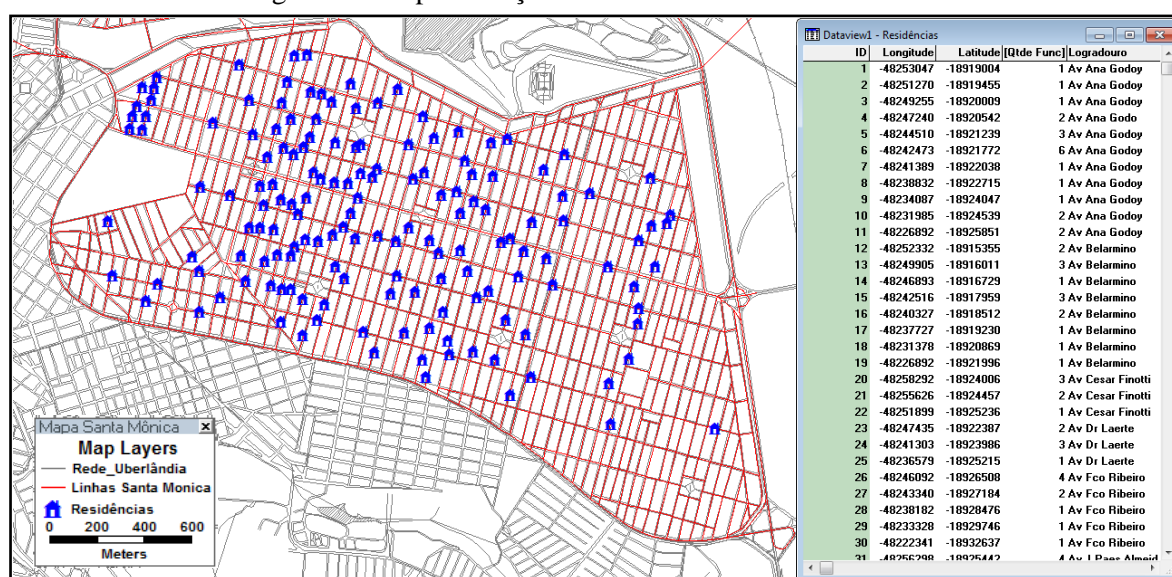 Mapa Santa Mônica
Map Layers
Rede_Uberlândia
Linhas Santa Monica
Residências
0 200 400 600
Meters
Dataview1 - Residências
ID Longitude Latitude [Qtde Func] Logradouro
1 -48253047 -18919004 1 Av Ana Godoy
2 -48251270 -18919455 1 Av Ana Godoy
3 -48249255 -18920009 1 Av Ana Godoy
4 -48247240 -18920542 2 Av Ana Godo
5 -48244510 -18921239 3 Av Ana Godoy
6 -48242473 -18921772 6 Av Ana Godoy
7 -48241389 -18922038 1 Av Ana Godoy
8 -48238832 -18922715 1 Av Ana Godoy
9 -48234087 -18924047 1 Av Ana Godoy
10 -48231985 -18924539 2 Av Ana Godoy
11 -48226892 -18925851 2 Av Ana Godoy
12 -48252332 -18915355 2 Av Belarmino
13 -48249905 -18916011 3 Av Belarmino
14 -48246893 -18916729 1 Av Belarmino
15 -48242516 -18917959 3 Av Belarmino
16 -48240327 -18918512 2 Av Belarmino
17 -48237727 -18919230 1 Av Belarmino
18 -48231378 -18920869 1 Av Belarmino
19 -48226892 -18921996 1 Av Belarmino
20 -48258292 -18924006 3 Av Cesar Finotti
21 -48255626 -18924457 2 Av Cesar Finotti
22 -48251899 -18925236 1 Av Cesar Finotti
23 -48247435 -18922387 2 Av Dr Laerte
24 -48241303 -18923986 3 Av Dr Laerte
25 -48236579 -18925215 1 Av Dr Laerte
26 -48246092 -18926508 4 Av Fco Ribeiro
27 -48243340 -18927184 2 Av Fco Ribeiro
28 -48238182 -18928476 1 Av Fco Ribeiro
29 -48233328 -18929746 1 Av Fco Ribeiro
30 -48222341 -18932637 1 Av Fco Ribeiro
31 -48256298 -18925442 4 Av J Paes Almeid